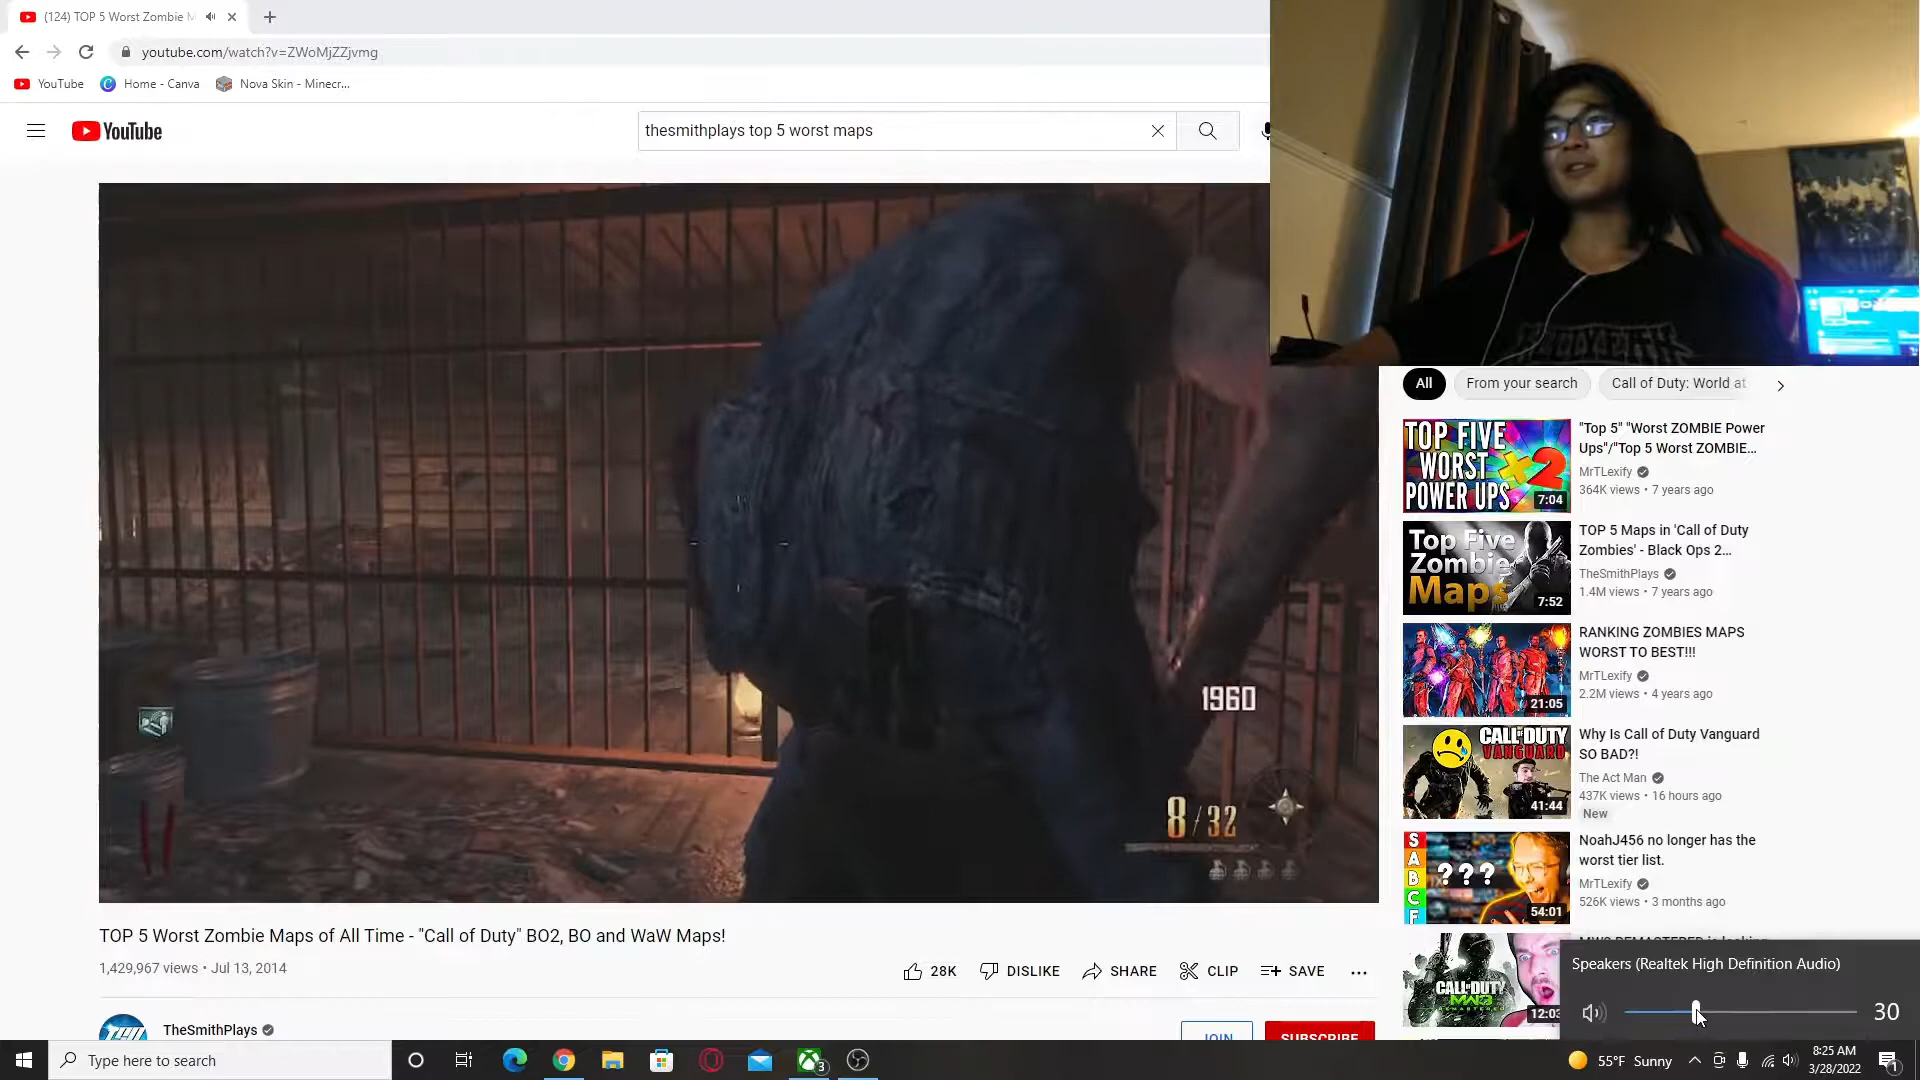 (124) TOP 5 Worst Zombie M
youtube.com/watch?v=ZWoMjZZjvmg
YouTube
Home - Canva
Nova Skin - Minecr...
YouTube
thesmithplays top 5 worst maps
1960
8/32
TOP 5 Worst Zombie Maps of All Time - "Call of Duty" BO2, BO and WaW Maps!
1,429,967 views • Jul 13, 2014
28K
DISLIKE
SHARE
CLIP
SAVE
TheSmithPlays
JOIN
SUBSCRIBE
All
From your search
Call of Duty: World at
TOP FIVE
WORST
POWER UPS
x2
7:04
"Top 5" "Worst ZOMBIE Power
Ups"/"Top 5 Worst ZOMBIE...
MrTLexify
364K views • 7 years ago
Top Five
Zombie
Maps
7:52
TOP 5 Maps in 'Call of Duty
Zombies' - Black Ops 2...
TheSmithPlays
1.4M views • 7 years ago
21:05
RANKING ZOMBIES MAPS
WORST TO BEST!!!
MrTLexify
2.2M views • 4 years ago
CALL OF DUTY
VANGUARD
41:44
Why Is Call of Duty Vanguard
SO BAD?!
The Act Man
437K views • 16 hours ago
New
S
A
B
C
F
? ? ?
54:01
NoahJ456 no longer has the
worst tier list.
MrTLexify
526K views • 3 months ago
CALL OF DUTY
MW3
REMASTERED
12:03
Speakers (Realtek High Definition Audio)
30
Type here to search
3
55°F Sunny
8:25 AM
3/28/2022
1